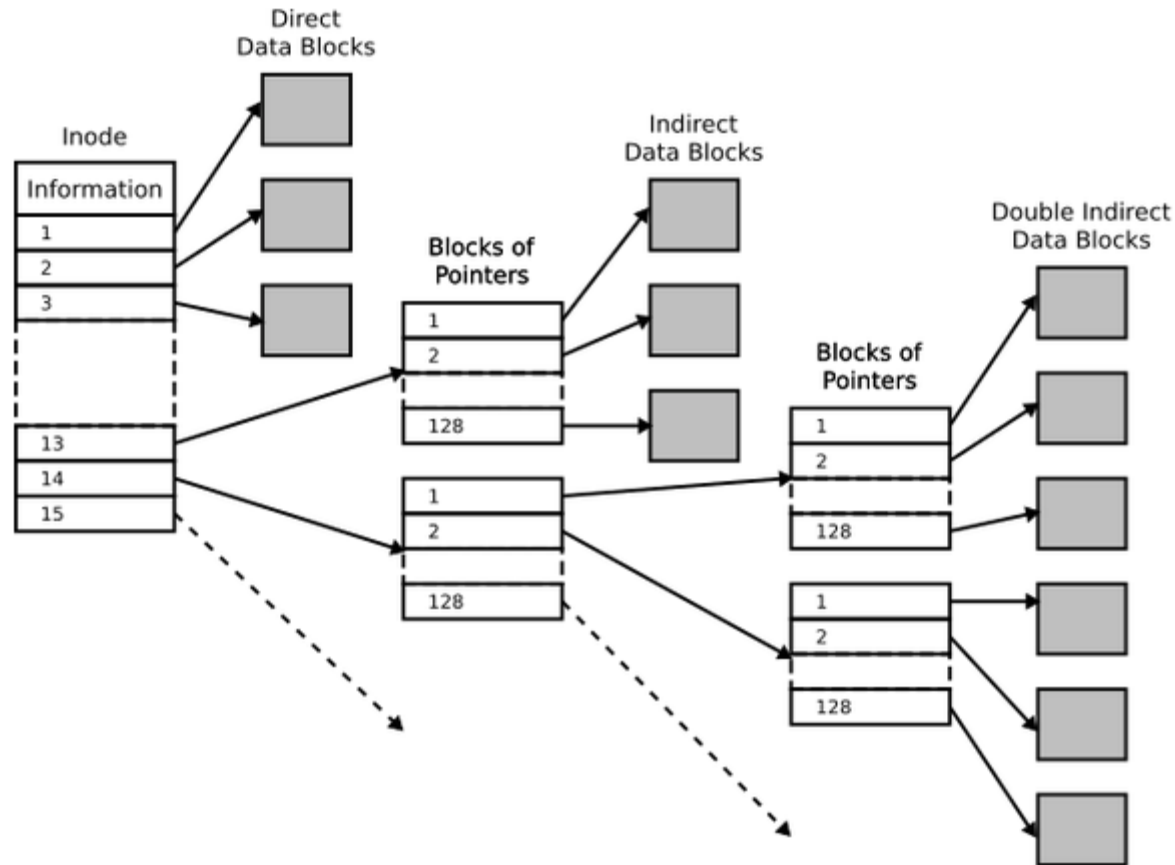 Direct
Data Blocks
Inode
Information
1
2
3
13
14
15
Blocks of
Pointers
1
2
128
1
2
128
Indirect
Data Blocks
Blocks of
Pointers
1
2
128
1
2
128
Double Indirect
Data Blocks